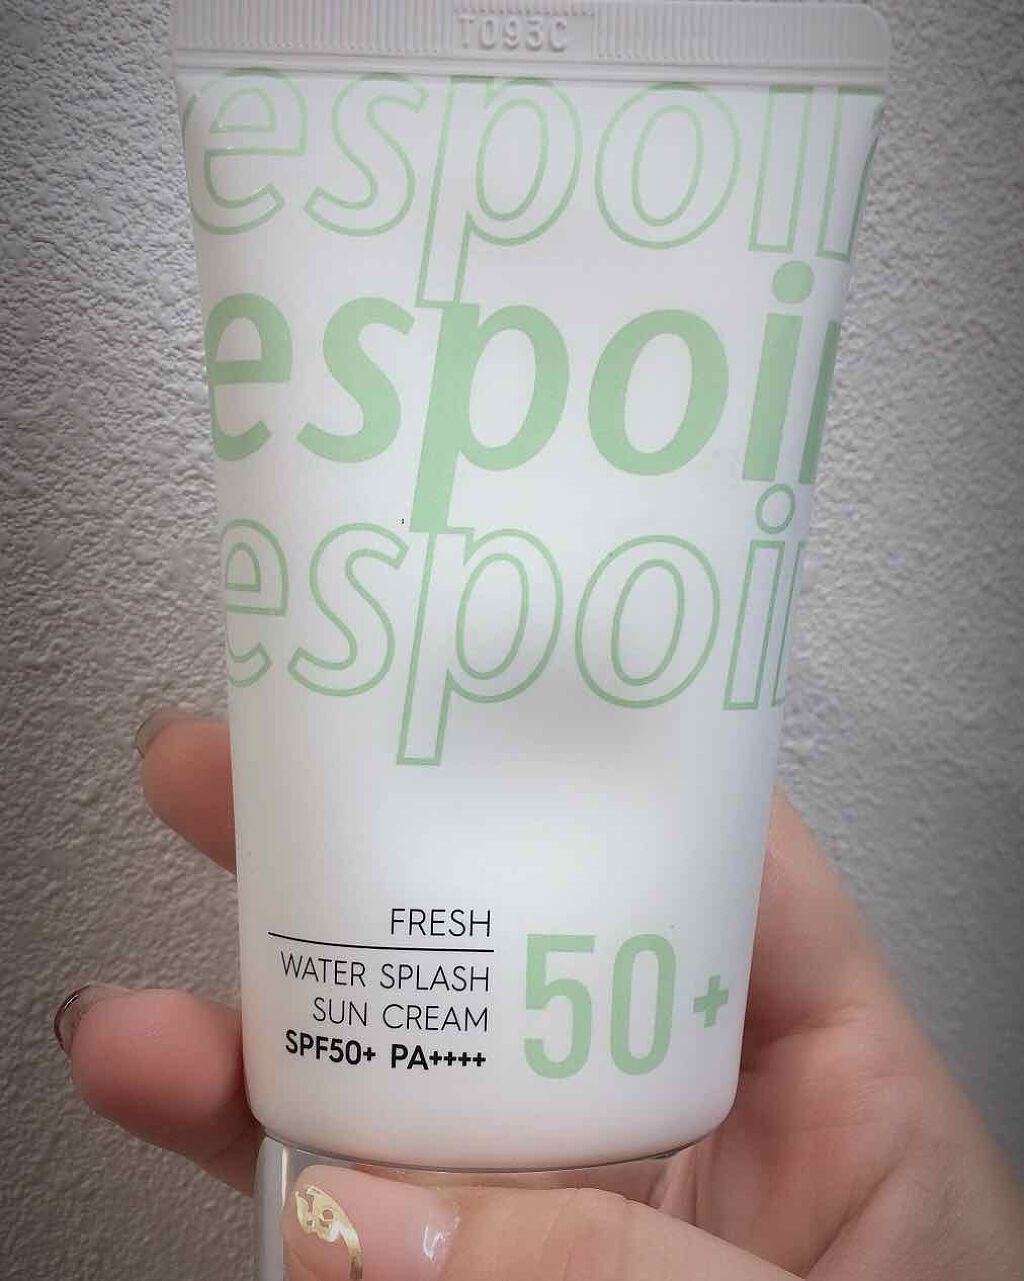 T093C
espoir
espoir
espoir
FRESH
WATER SPLASH
SUN CREAM
SPF50+ PA++++
50+